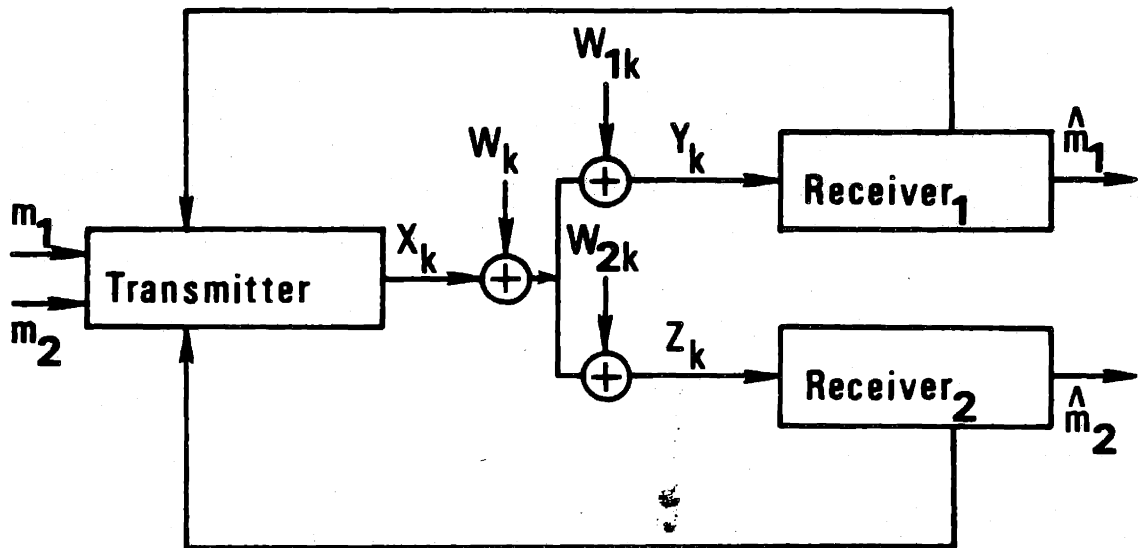 W1k
Wk
Yk
m̂1
Receiver1
m1
Xk
W2k
Transmitter
m2
Zk
Receiver2
m̂2